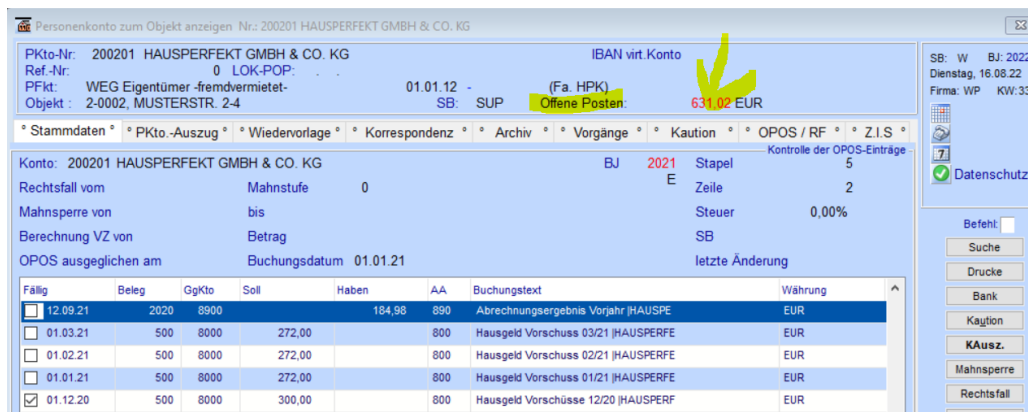 Personenkonto zum Objekt anzeigen Nr.: 200201 HAUSPERFEKT GMBH & CO. KG
PKto-Nr: 200201 HAUSPERFEKT GMBH & CO. KG IBAN virt.Konto
Ref.-Nr: 0 LOK-POP: . .
PFkt: WEG Eigentümer -fremdvermietet- 01.01.12 - (Fa. HPK)
Objekt : 2-0002, MUSTERSTR. 2-4 SB: SUP Offene Posten: 631,02 EUR
SB: W BJ: 2022
Dienstag, 16.08.22
Firma: WP KW:33
7
Datenschutz
° Stammdaten ° ° PKto.-Auszug ° ° Wiedervorlage ° ° Korrespondenz ° ° Archiv ° ° Vorgänge ° ° Kaution ° ° OPOS / RF ° ° Z.I.S °
Kontrolle der OPOS-Einträge
Konto: 200201 HAUSPERFEKT GMBH & CO. KG BJ 2021 Stapel 5
Rechtsfall vom Mahnstufe 0 E Zeile 2
Mahnsperre von bis Steuer 0,00%
Berechnung VZ von Betrag SB
OPOS ausgeglichen am Buchungsdatum 01.01.21 letzte Änderung
Fällig Beleg GgKto Soll Haben AA Buchungstext Währung
12.09.21 2020 8900 184,98 890 Abrechnungsergebnis Vorjahr |HAUSPE EUR
01.03.21 500 8000 272,00 800 Hausgeld Vorschuss 03/21 |HAUSPERFE EUR
01.02.21 500 8000 272,00 800 Hausgeld Vorschuss 02/21 |HAUSPERFE EUR
01.01.21 500 8000 272,00 800 Hausgeld Vorschuss 01/21 |HAUSPERFE EUR
01.12.20 500 8000 300,00 800 Hausgeld Vorschüsse 12/20 |HAUSPERF EUR
Befehl:
Suche
Drucke
Bank
Kaution
KAusz.
Mahnsperre
Rechtsfall